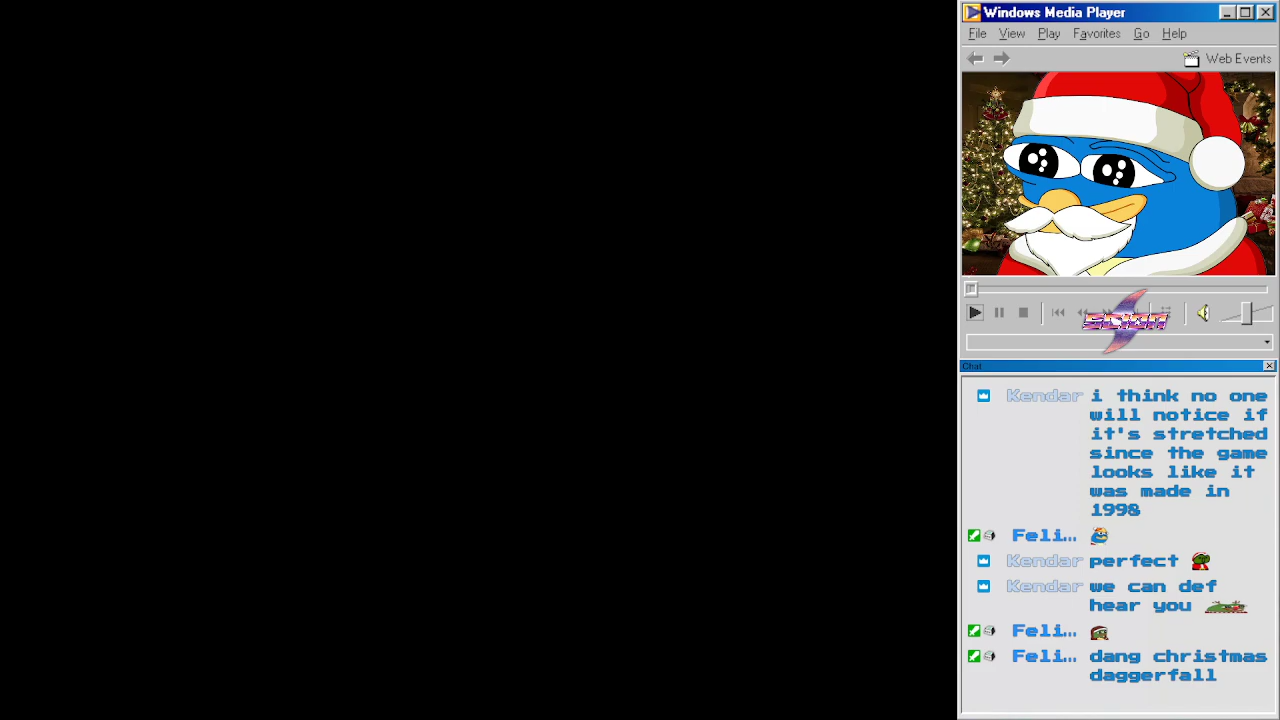 Windows Media Player
File View Play Favorites Go Help
Web Events
Chat
Kendar i think no one
will notice if
it's stretched
since the game
looks like it
was made in
1998
Feli...
Kendar perfect
Kendar we can def
hear you
Feli...
Feli... dang christmas
daggerfall